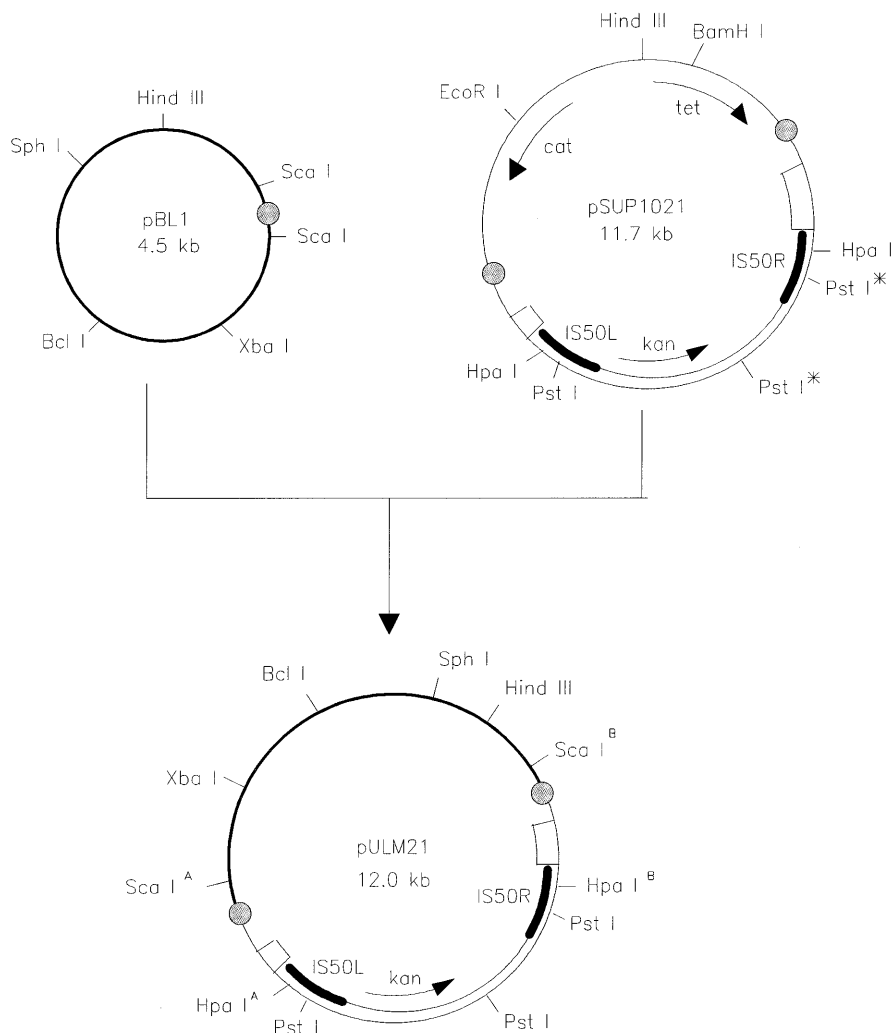 Hind III
Sph I
Sca I
pBL1
4.5 kb
Sca I
Bcl I
Xba I
Hind III
BamH I
EcoR I
tet
cat
pSUP1021
11.7 kb
Hpa I
IS50R
Pst I*
IS50L
kan
Hpa I
Pst I
Pst I*
Sph I
Bcl I
Hind III
Sca I B
Xba I
pULM21
12.0 kb
Sca I A
Hpa I B
IS50R
Pst I
IS50L
kan
Hpa I A
Pst I
Pst I